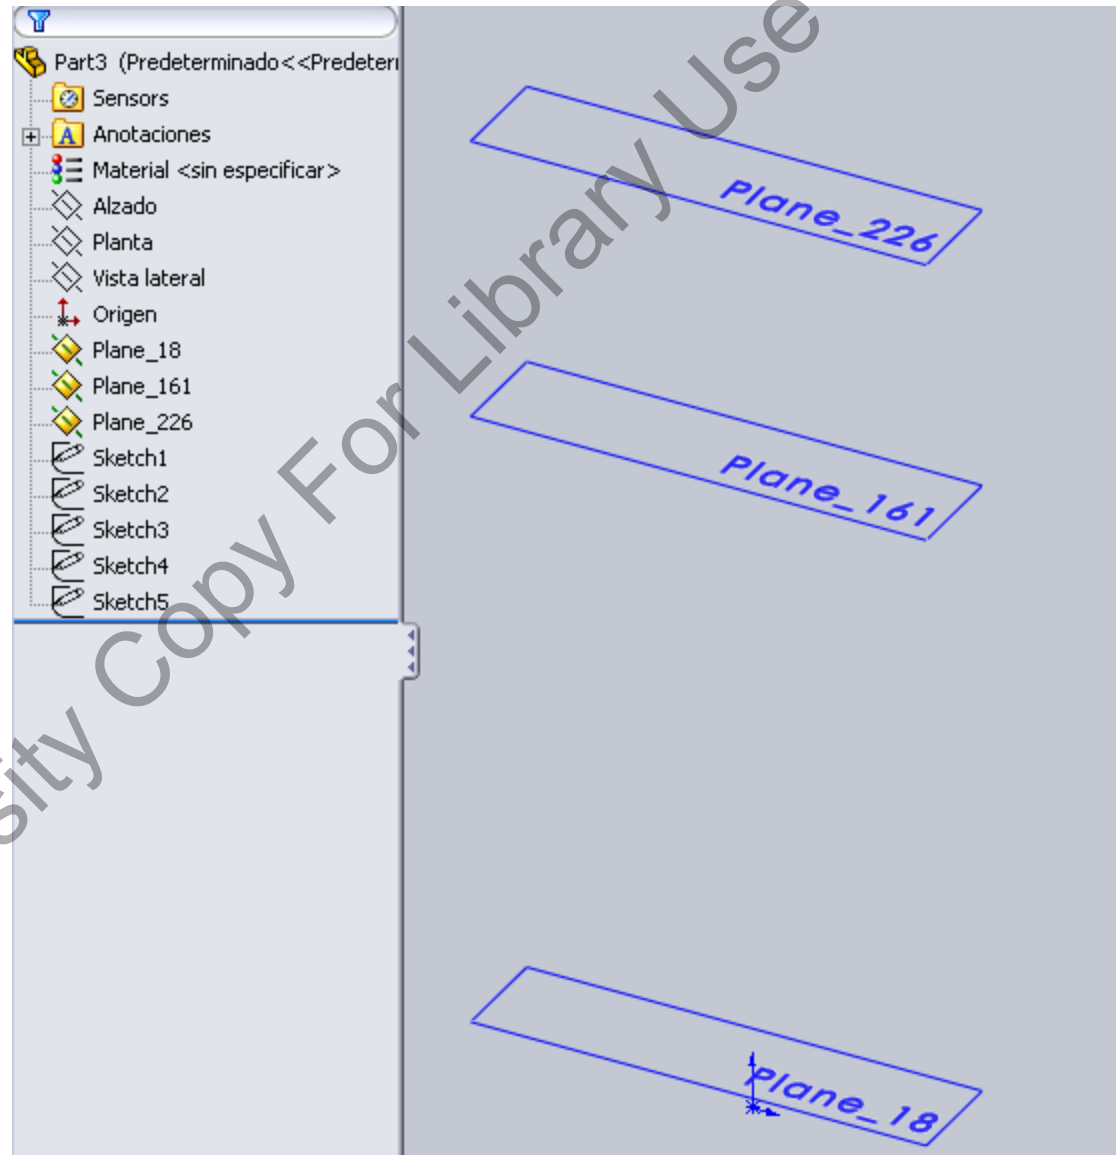 Part3 (Predeterminado<<Predeter
Sensors
Anotaciones
Material <sin especificar>
Alzado
Planta
Vista lateral
Origen
Plane_18
Plane_161
Plane_226
Sketch1
Sketch2
Sketch3
Sketch4
Sketch5
Plane_226
Plane_161
Plane_18
sity Copy For Library Use